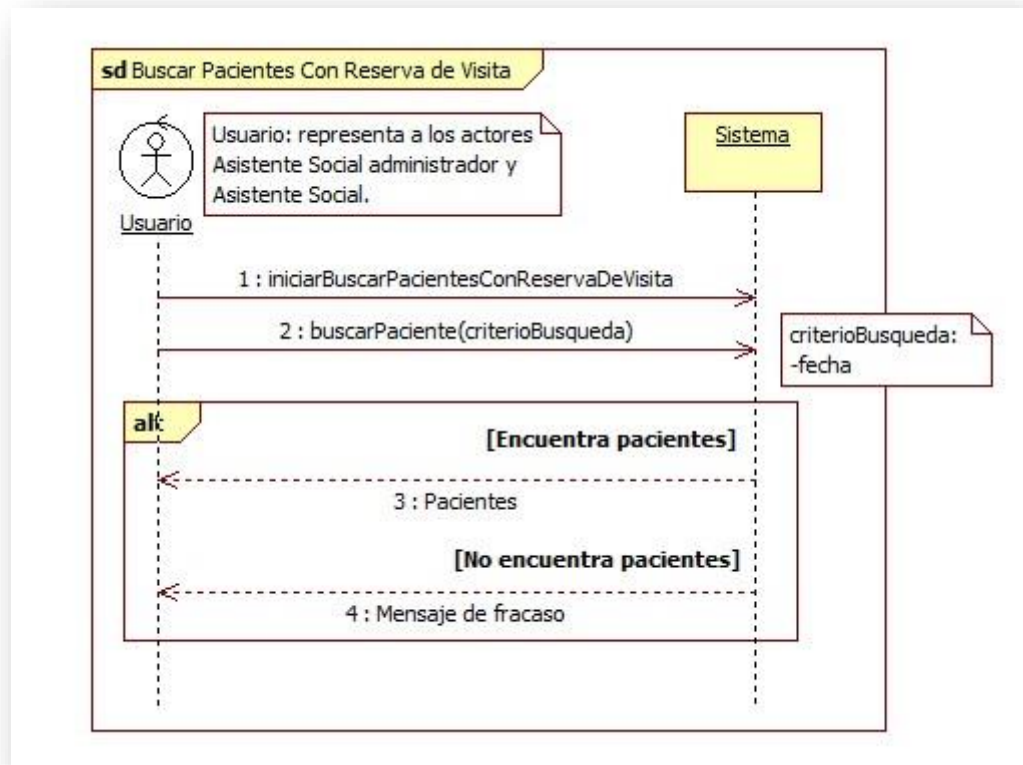 sd Buscar Pacientes Con Reserva de Visita
Usuario: representa a los actores
Asistente Social administrador y
Asistente Social.
Usuario
Sistema
1 : iniciarBuscarPacientesConReservaDeVisita
2 : buscarPaciente(criterioBusqueda)
criterioBusqueda:
-fecha
alt
[Encuentra pacientes]
3 : Pacientes
[No encuentra pacientes]
4 : Mensaje de fracaso